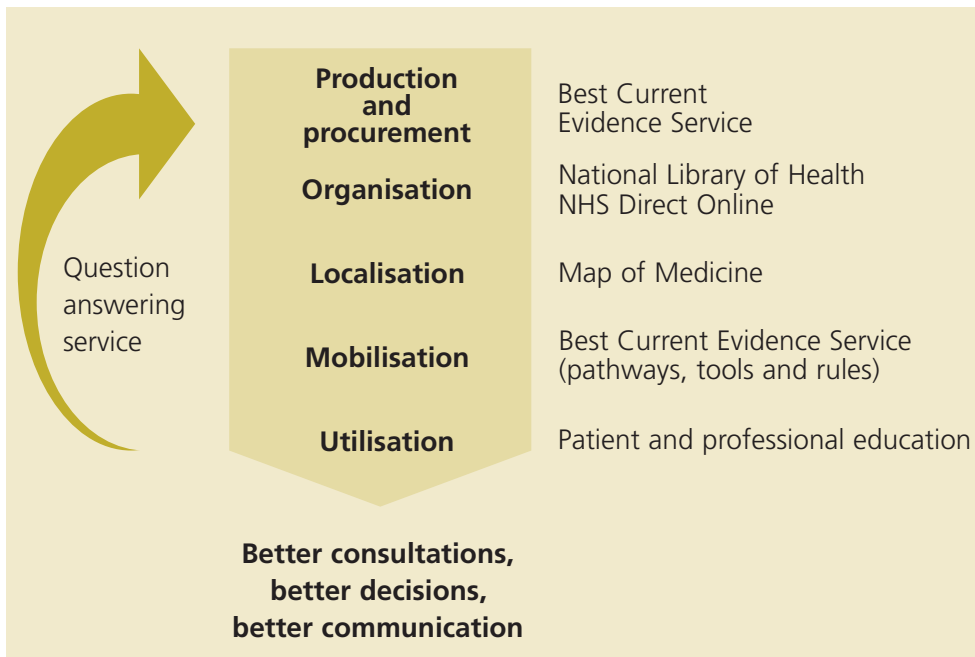 Production
and
procurement
Best Current
Evidence Service
Organisation
National Library of Health
NHS Direct Online
Question
answering
service
Localisation
Map of Medicine
Mobilisation
Best Current Evidence Service
(pathways, tools and rules)
Utilisation
Patient and professional education
Better consultations,
better decisions,
better communication